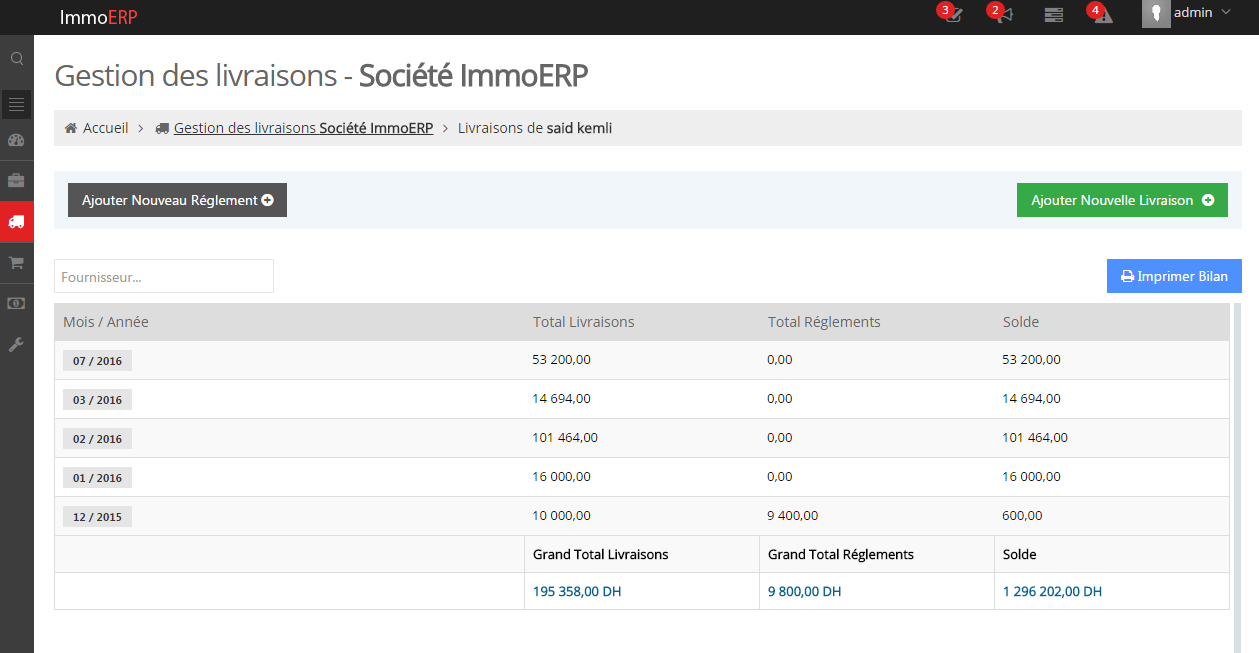 ImmoERP
3
2
4
admin
Gestion des livraisons - Société ImmoERP
Accueil > Gestion des livraisons Société ImmoERP > Livraisons de said kemli
Ajouter Nouveau Réglement
Ajouter Nouvelle Livraison
Fournisseur...
Imprimer Bilan
Mois / Année Total Livraisons Total Réglements Solde
07 / 2016 53 200,00 0,00 53 200,00
03 / 2016 14 694,00 0,00 14 694,00
02 / 2016 101 464,00 0,00 101 464,00
01 / 2016 16 000,00 0,00 16 000,00
12 / 2015 10 000,00 9 400,00 600,00
Grand Total Livraisons Grand Total Réglements Solde
195 358,00 DH 9 800,00 DH 1 296 202,00 DH